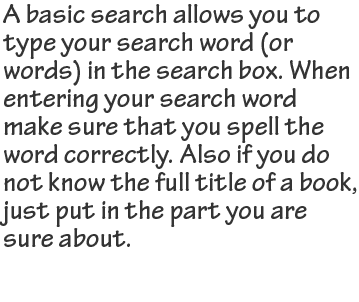 A basic search allows you to
type your search word (or
words) in the search box. When
entering your search word
make sure that you spell the
word correctly. Also if you do
not know the full title of a book,
just put in the part you are
sure about.